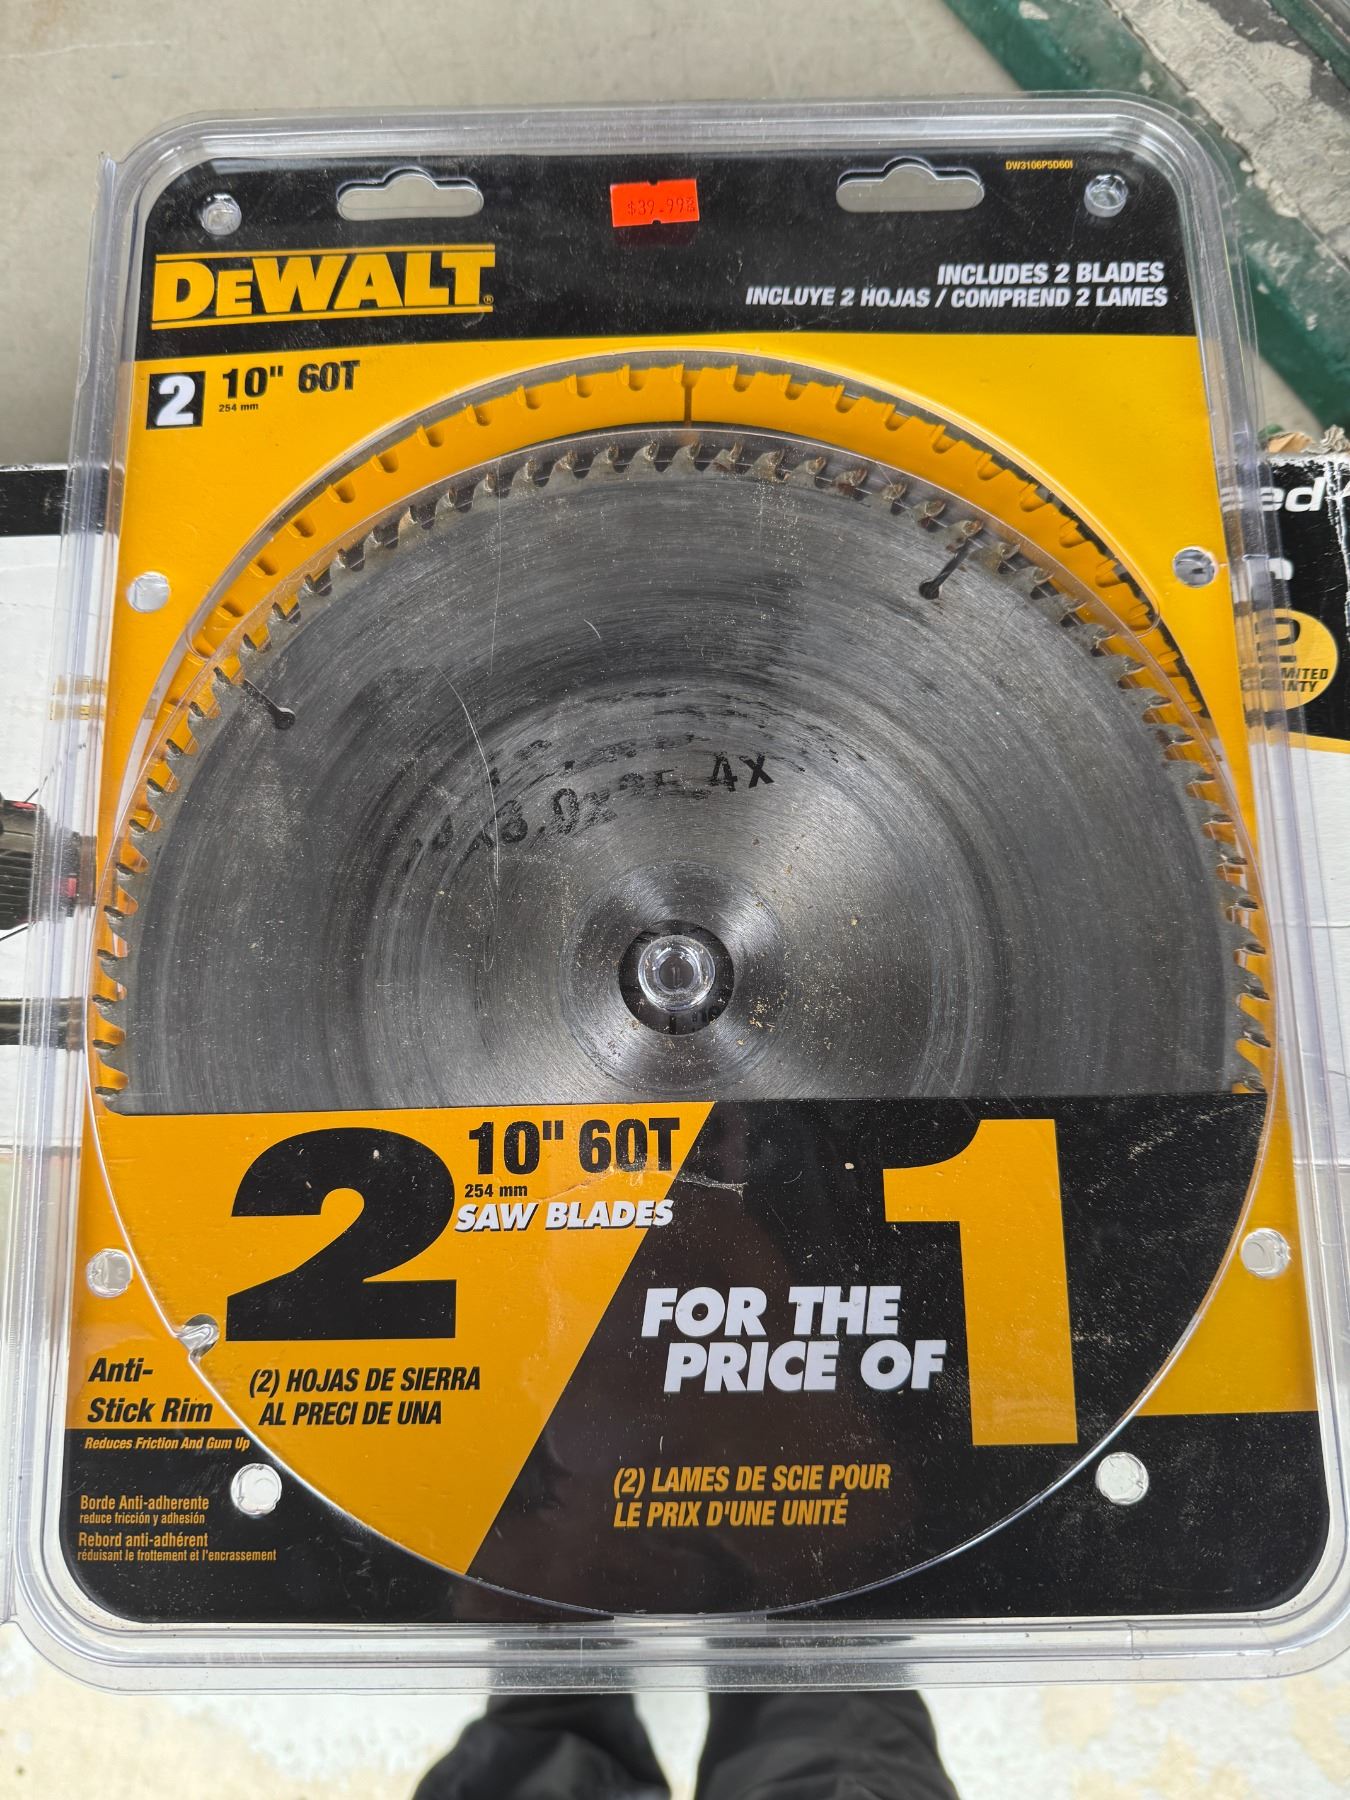 DW3106P5D60I
$39.99
DEWALT®
INCLUDES 2 BLADES
INCLUYE 2 HOJAS / COMPREND 2 LAMES
2 10" 60T
254 mm
4X
2 10" 60T
254 mm
SAW BLADES
FOR THE
PRICE OF
1
Anti-
Stick Rim
Reduces Friction And Gum Up
(2) HOJAS DE SIERRA
AL PRECI DE UNA
(2) LAMES DE SCIE POUR
LE PRIX D'UNE UNITÉ
Borde Anti-adherente
reduce fricción y adhesión
Rebord anti-adhérent
réduisant le frottement et l'encrassement